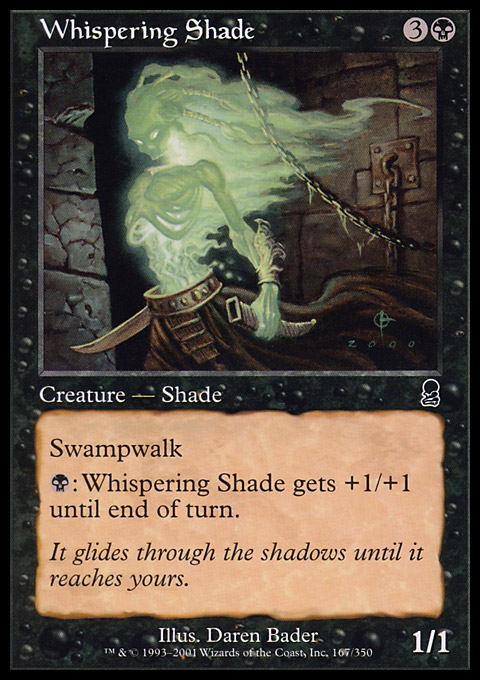 Whispering Shade 3
2000
Creature — Shade
Swampwalk
: Whispering Shade gets +1/+1
until end of turn.
It glides through the shadows until it
reaches yours.
Illus. Daren Bader
™ & © 1993-2001 Wizards of the Coast, Inc. 167/350
1/1